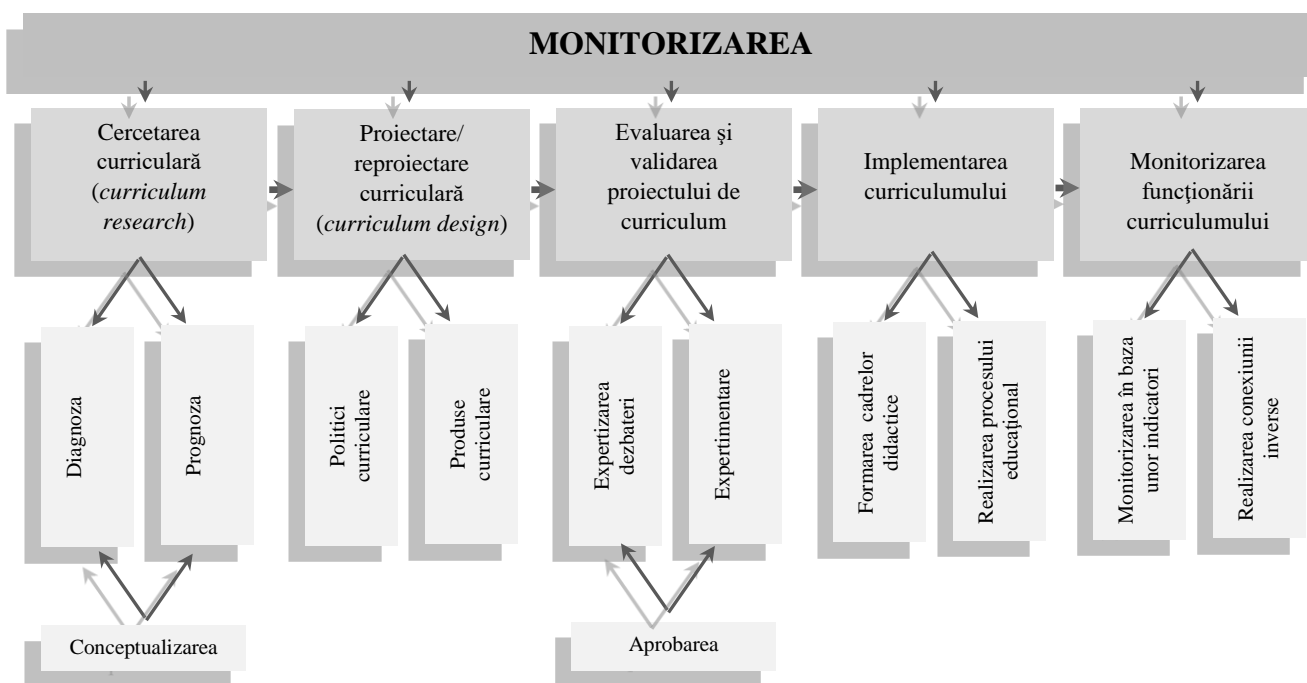 MONITORIZAREA
Cercetarea
curriculară
(curriculum
research)
Proiectare/
reproiectare
curriculară
(curriculum design)
Evaluarea şi
validarea
proiectului de
curriculum
Implementarea
curriculumului
Monitorizarea
funcţionării
curriculumului
Diagnoza
Prognoza
Politici
curriculare
Produse
curriculare
Expertizarea
dezbateri
Expertimentare
Formarea cadrelor
didactice
Realizarea procesului
educaţional
Monitorizarea în baza
unor indicatori
Realizarea conexiunii
inverse
Conceptualizarea
Aprobarea